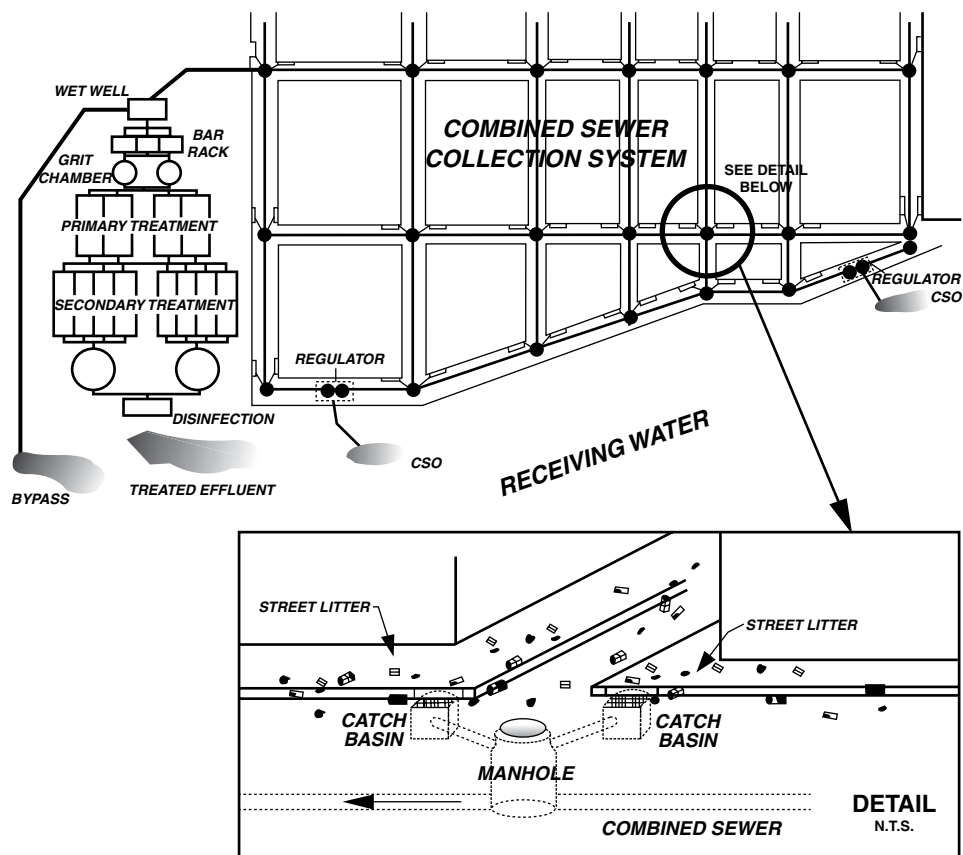 WET WELL
BAR
RACK
GRIT
CHAMBER
PRIMARY TREATMENT
SECONDARY TREATMENT
DISINFECTION
TREATED EFFLUENT
BYPASS
COMBINED SEWER
COLLECTION SYSTEM
SEE DETAIL
BELOW
REGULATOR
CSO
REGULATOR
CSO
RECEIVING WATER
STREET LITTER
STREET LITTER
CATCH
BASIN
CATCH
BASIN
MANHOLE
COMBINED SEWER
DETAIL
N.T.S.